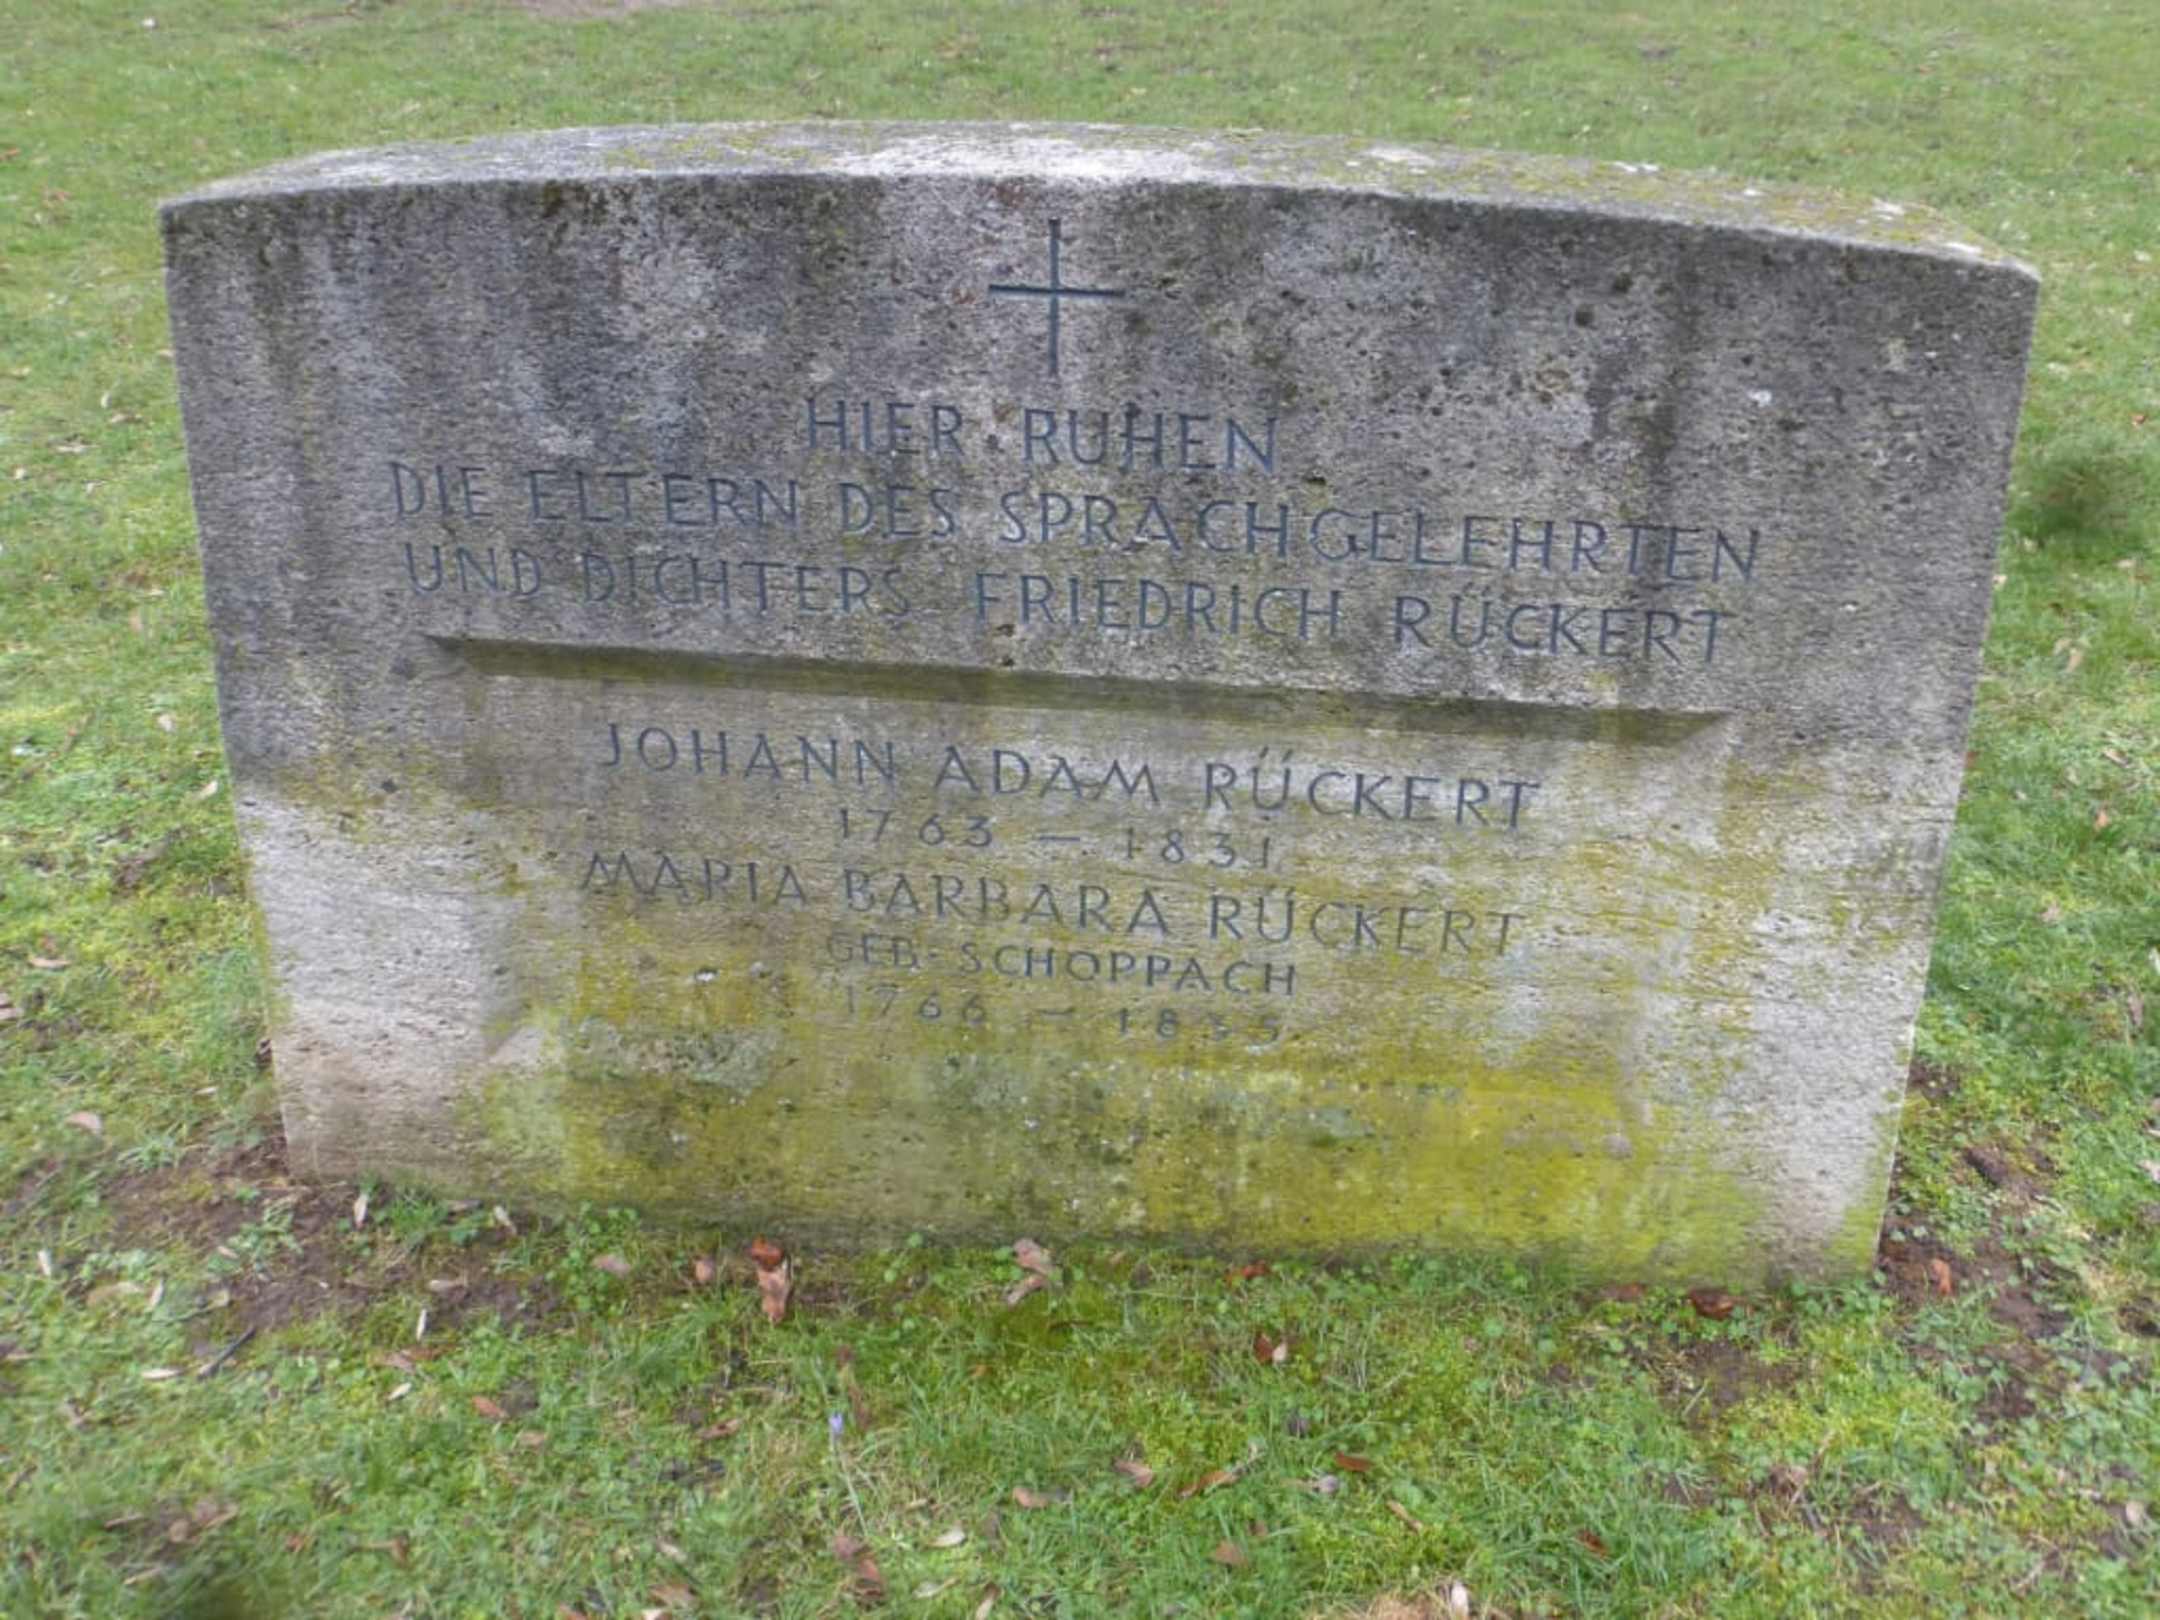 HIER RUHEN
DIE ELTERN DES SPRACHGELEHRTEN
UND DICHTERS FRIEDRICH RÜCKERT
JOHANN ADAM RÜCKERT
1763 – 1831
MARIA BARBARA RÜCKERT
GEB. SCHOPPACH
1766 – 1835